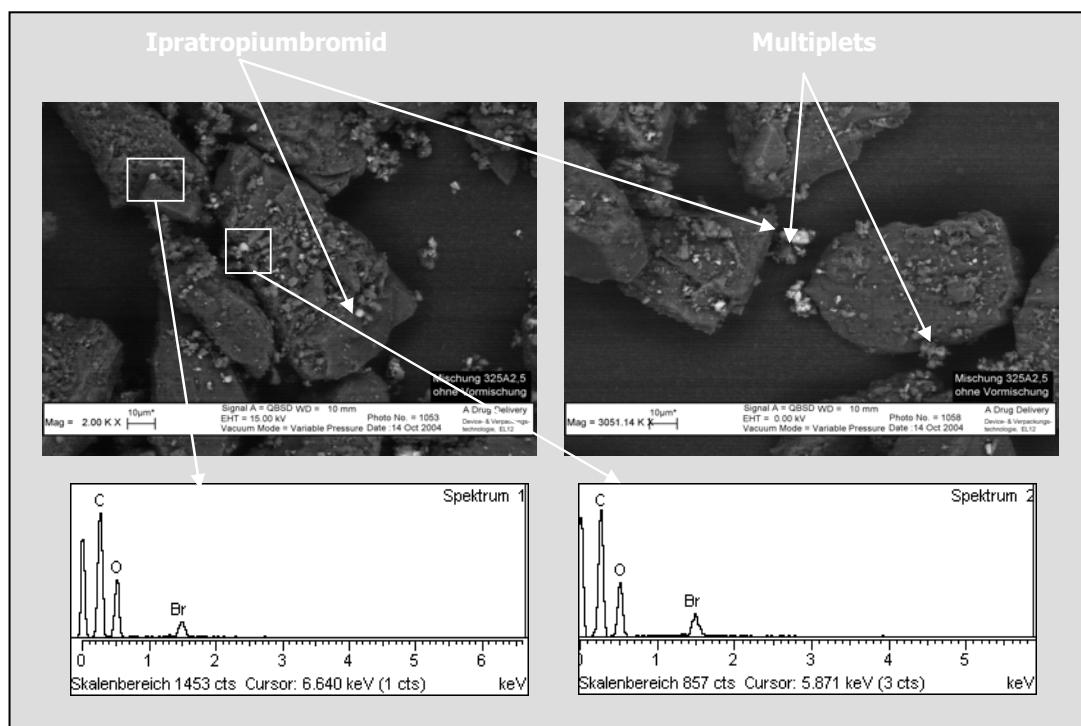 Ipratropiumbromid
Multiplets
Mischung 325A2,5
ohne Vormischung
Mag = 2.00 K X
10µm*
Signal A = QBSD WD = 10 mm
EHT = 15.00 kV
Vacuum Mode = Variable Pressure
Photo No. = 1053
Date :14 Oct 2004
A Drug Delivery
Device- & Verpackungs-
technologie, EL12
Mischung 325A2,5
ohne Vormischung
Mag = 3051.14 K X
10µm*
Signal A = QBSD WD = 10 mm
EHT = 0.00 kV
Vacuum Mode = Variable Pressure
Photo No. = 1058
Date :14 Oct 2004
A Drug Delivery
Device- & Verpackungs-
technologie, EL12
Spektrum 1
C
O
Br
0 1 2 3 4 5 6
Skalenbereich 1453 cts Cursor: 6.640 keV (1 cts) keV
Spektrum 2
C
O
Br
0 1 2 3 4 5
Skalenbereich 857 cts Cursor: 5.871 keV (3 cts) keV